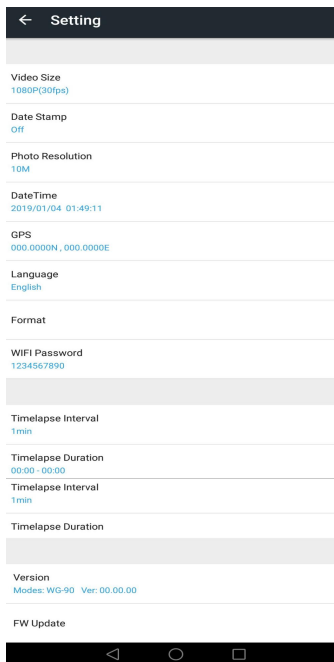 Setting
Video Size
1080P(30fps)
Date Stamp
Off
Photo Resolution
10M
DateTime
2019/01/04 01:49:11
GPS
000.0000N , 000.0000E
Language
English
Format
WIFI Password
1234567890
Timelapse Interval
1min
Timelapse Duration
00:00 - 00:00
Timelapse Interval
1min
Timelapse Duration
Version
Modes: WG-90 Ver: 00.00.00
FW Update